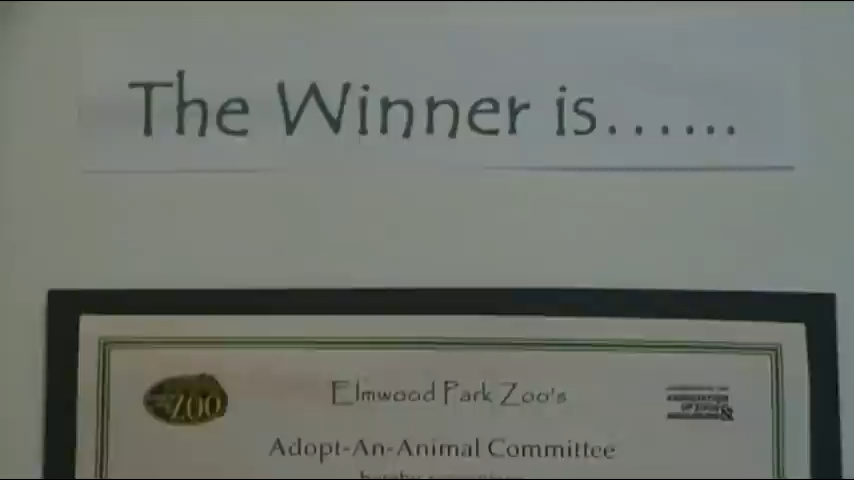 The Winner is......
ZOO
Elmwood Park Zoo's
Adopt-An-Animal Committee